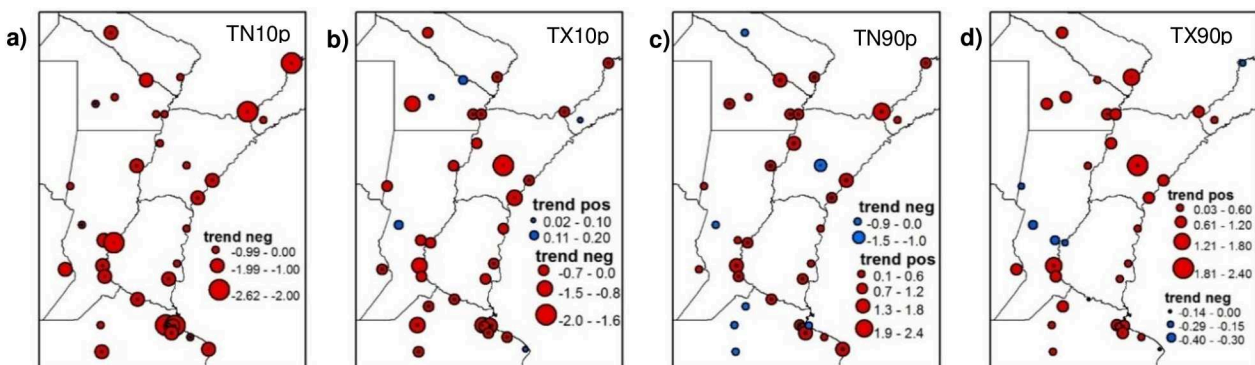 a)
TN10p
trend neg
-0.99 - 0.00
-1.99 - -1.00
-2.62 - -2.00
b)
TX10p
trend pos
0.02 - 0.10
0.11 - 0.20
trend neg
-0.7 - 0.0
-1.5 - -0.8
-2.0 - -1.6
c)
TN90p
trend neg
-0.9 - 0.0
-1.5 - -1.0
trend pos
0.1 - 0.6
0.7 - 1.2
1.3 - 1.8
1.9 - 2.4
d)
TX90p
trend pos
0.03 - 0.60
0.61 - 1.20
1.21 - 1.80
1.81 - 2.40
trend neg
-0.14 - 0.00
-0.29 - -0.15
-0.40 - -0.30